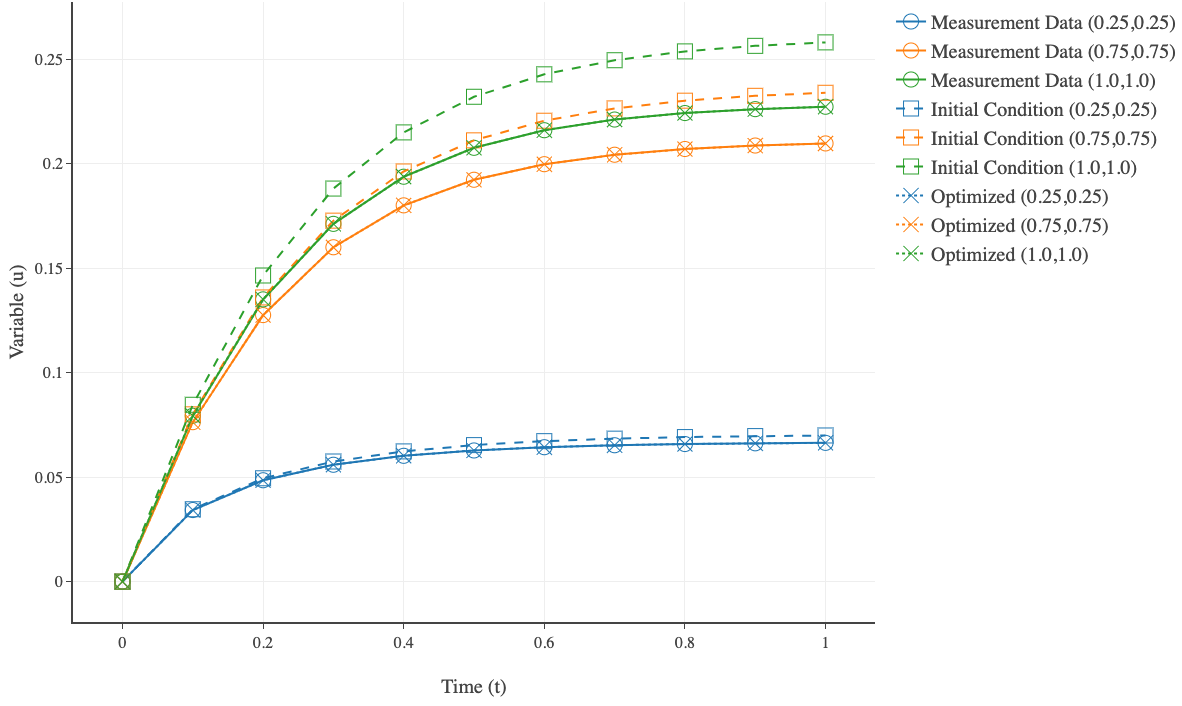 Measurement Data (0.25,0.25)
Measurement Data (0.75,0.75)
Measurement Data (1.0,1.0)
Initial Condition (0.25,0.25)
Initial Condition (0.75,0.75)
Initial Condition (1.0,1.0)
Optimized (0.25,0.25)
Optimized (0.75,0.75)
Optimized (1.0,1.0)
Variable (u)
0.25
0.2
0.15
0.1
0.05
0
0 0.2 0.4 0.6 0.8 1
Time (t)